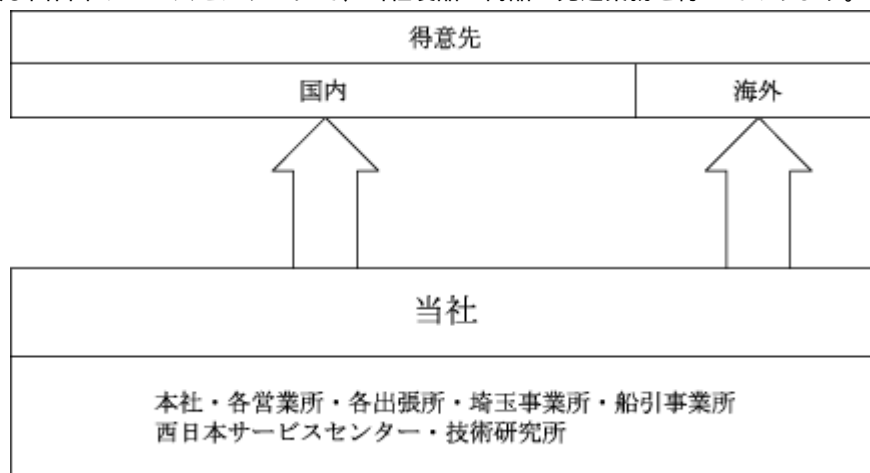 得意先
国内
海外
当社
本社・各営業所・各出張所・埼玉事業所・船引事業所
西日本サービスセンター・技術研究所